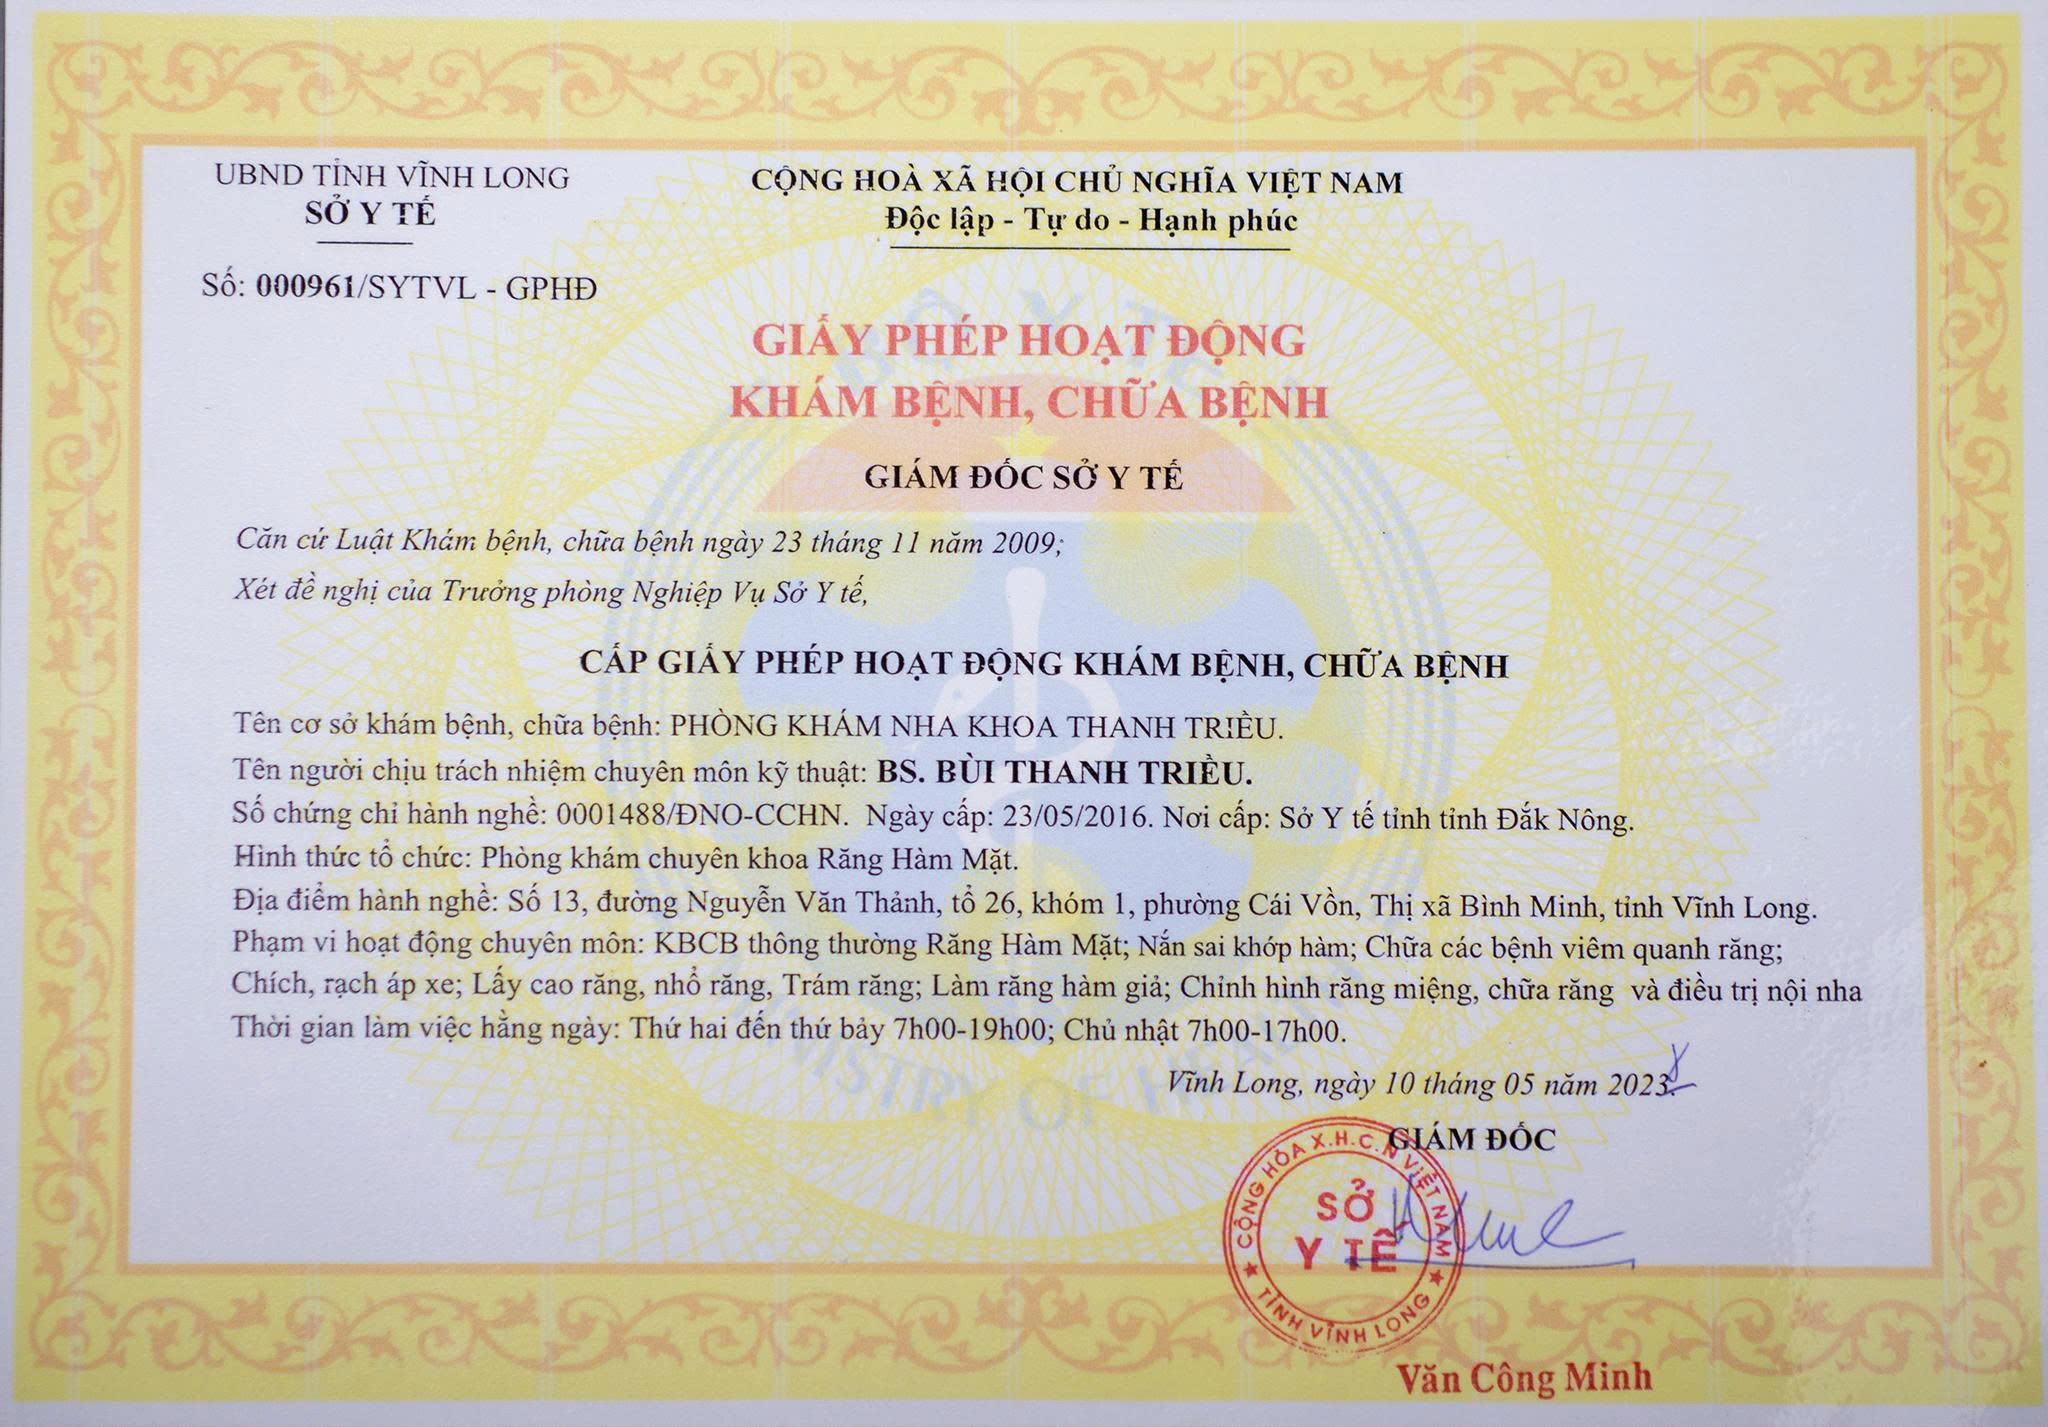 UBND TỈNH VĨNH LONG
SỞ Y TẾ
CỘNG HOÀ XÃ HỘI CHỦ NGHĨA VIỆT NAM
Độc lập - Tự do - Hạnh phúc
Số: 000961/SYTVL - GPHĐ
GIẤY PHÉP HOẠT ĐỘNG
KHÁM BỆNH, CHỮA BỆNH
GIÁM ĐỐC SỞ Y TẾ
Căn cứ Luật Khám bệnh, chữa bệnh ngày 23 tháng 11 năm 2009;
Xét đề nghị của Trưởng phòng Nghiệp Vụ Sở Y tế,
CẤP GIẤY PHÉP HOẠT ĐỘNG KHÁM BỆNH, CHỮA BỆNH
Tên cơ sở khám bệnh, chữa bệnh: PHÒNG KHÁM NHA KHOA THANH TRIỀU.
Tên người chịu trách nhiệm chuyên môn kỹ thuật: BS. BÙI THANH TRIỀU.
Số chứng chỉ hành nghề: 0001488/ĐNO-CCHN. Ngày cấp: 23/05/2016. Nơi cấp: Sở Y tế tỉnh tỉnh Đắk Nông.
Hình thức tổ chức: Phòng khám chuyên khoa Răng Hàm Mặt.
Địa điểm hành nghề: Số 13, đường Nguyễn Văn Thảnh, tổ 26, khóm 1, phường Cái Vồn, Thị xã Bình Minh, tỉnh Vĩnh Long.
Phạm vi hoạt động chuyên môn: KBCB thông thường Răng Hàm Mặt; Nắn sai khớp hàm; Chữa các bệnh viêm quanh răng;
Chích, rạch áp xe; Lấy cao răng, nhổ răng, Trám răng; Làm răng hàm giả; Chỉnh hình răng miệng, chữa răng và điều trị nội nha
Thời gian làm việc hằng ngày: Thứ hai đến thứ bảy 7h00-19h00; Chủ nhật 7h00-17h00.
Vĩnh Long, ngày 10 tháng 05 năm 2023.
GIÁM ĐỐC
CỘNG HÒA X.H.C.N VIỆT NAM
SỞ
Y TẾ
TỈNH VĨNH LONG
Văn Công Minh
BỘ Y TẾ
MINISTRY OF HEALTH